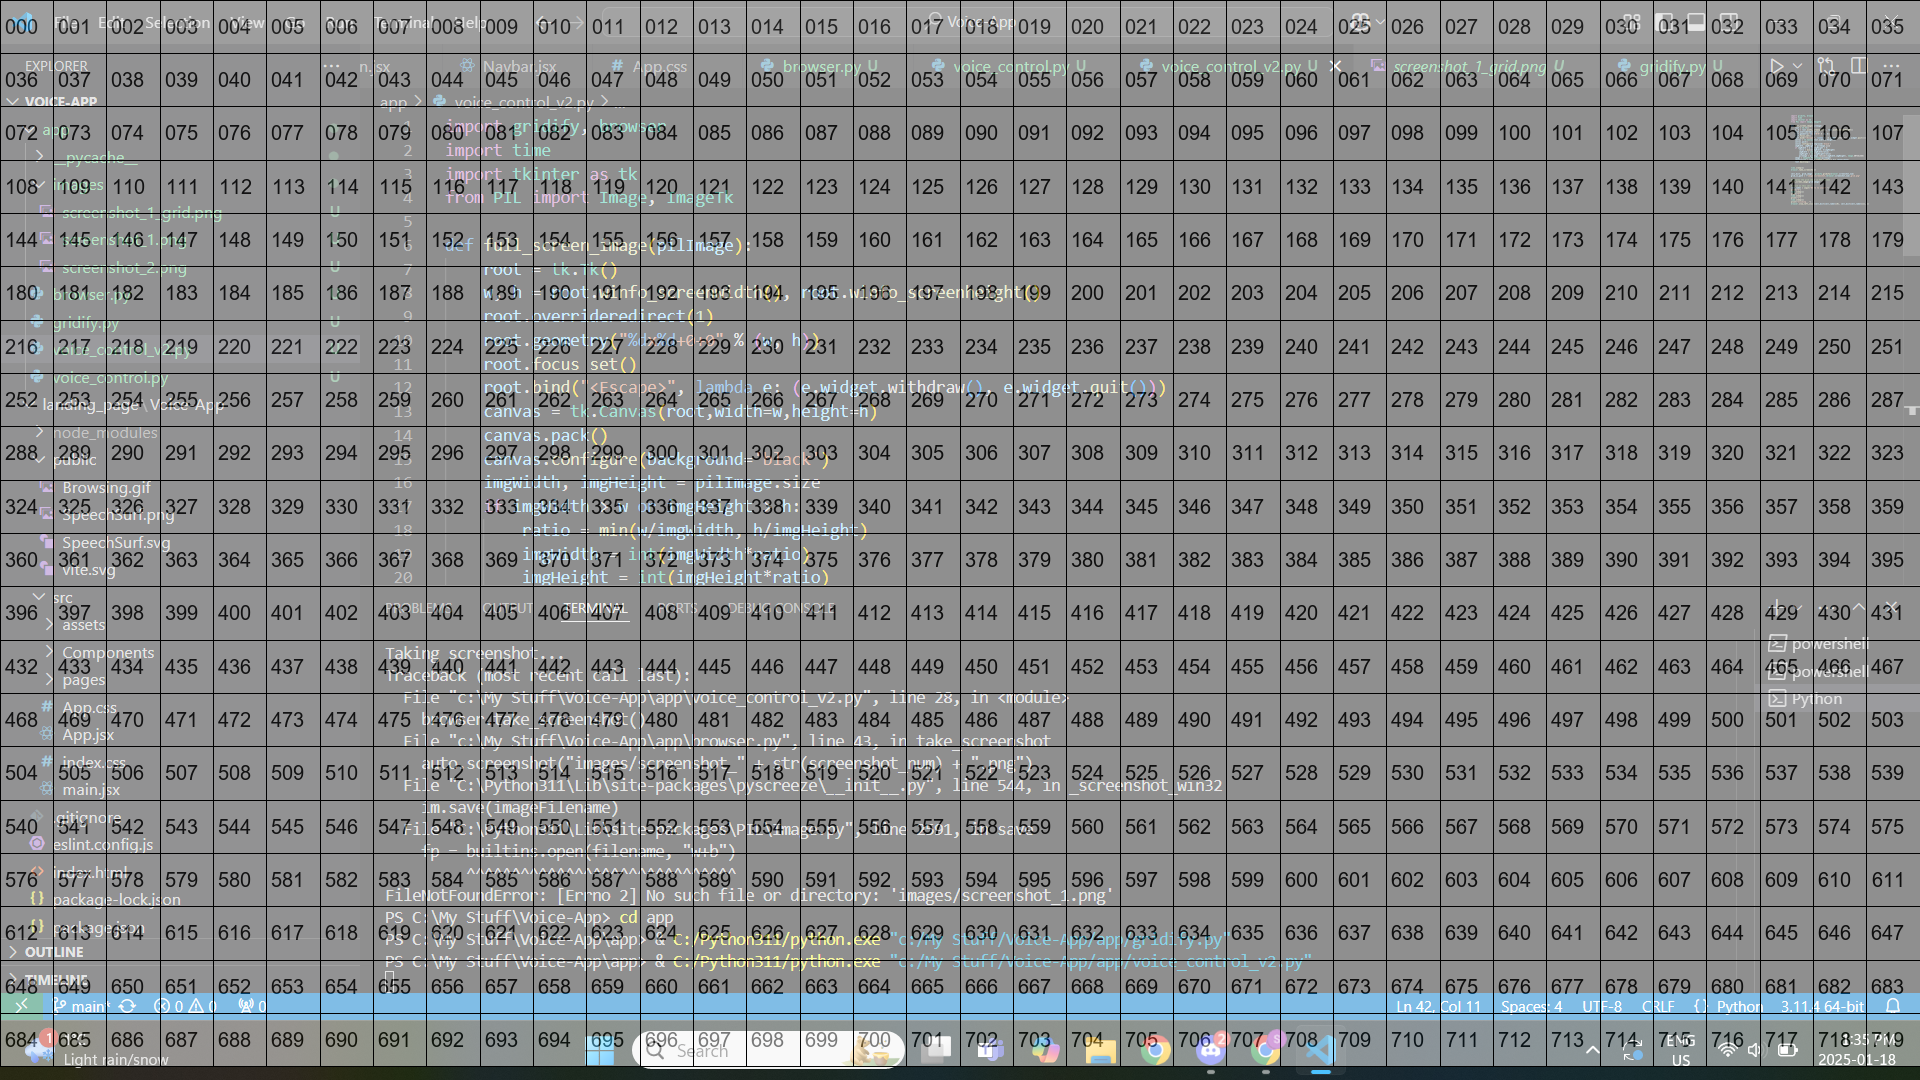 File Edit Selection View Go Run Terminal Help
Voice-App
EXPLORER
n.jsx
Navbar.jsx
# App.css
browser.py U
voice_control.py U
voice_control_v2.py U
screenshot_1_grid.png U
gridify.py U
VOICE-APP
app > voice_control_v2.py > ...
app
__pycache__
images
screenshot_1_grid.png U
screenshot_1.png U
screenshot_2.png U
browser.py U
gridify.py U
voice_control_v2.py U
voice_control.py U
landing_page\Voice-App
node_modules
public
Browsing.gif
SpeechSurf.png
SpeechSurf.svg
vite.svg
src
assets
Components
pages
# App.css
App.jsx
# index.css
main.jsx
.gitignore
eslint.config.js
index.html
package-lock.json
package.json
OUTLINE
TIMELINE
1 import gridify, browser
2 import time
3 import tkinter as tk
4 from PIL import Image, ImageTk
5
6 def full_screen_image(pilImage):
7 root = tk.Tk()
8 w, h = root.winfo_screenwidth(), root.winfo_screenheight()
9 root.overrideredirect(1)
10 root.geometry("%dx%d+0+0" % (w, h))
11 root.focus_set()
12 root.bind("<Escape>", lambda e: (e.widget.withdraw(), e.widget.quit()))
13 canvas = tk.Canvas(root,width=w,height=h)
14 canvas.pack()
15 canvas.configure(background='black')
16 imgWidth, imgHeight = pilImage.size
17 if imgWidth > w or imgHeight > h:
18 ratio = min(w/imgWidth, h/imgHeight)
19 imgWidth = int(imgWidth*ratio)
20 imgHeight = int(imgHeight*ratio)
PROBLEMS OUTPUT TERMINAL PORTS DEBUG CONSOLE
powershell
powershell
Python
Taking screenshot...
Traceback (most recent call last):
File "c:\My Stuff\Voice-App\app\voice_control_v2.py", line 28, in <module>
browser.take_screenshot()
File "c:\My Stuff\Voice-App\app\browser.py", line 43, in take_screenshot
auto.screenshot("images/screenshot_" + str(screenshot_num) + ".png")
File "C:\Python311\Lib\site-packages\pyscreeze\__init__.py", line 544, in _screenshot_win32
im.save(imageFilename)
File "C:\Python311\Lib\site-packages\PIL\Image.py", line 2591, in save
fp = builtins.open(filename, "w+b")
^^^^^^^^^^^^^^^^^^^^^^^^^^^^^^
FileNotFoundError: [Errno 2] No such file or directory: 'images/screenshot_1.png'
PS C:\My Stuff\Voice-App> cd app
PS C:\My Stuff\Voice-App\app> & C:/Python311/python.exe "c:/My Stuff/Voice-App/app/gridify.py"
PS C:\My Stuff\Voice-App\app> & C:/Python311/python.exe "c:/My Stuff/Voice-App/app/voice_control_v2.py"
main* 0 0 0
Ln 42, Col 11 Spaces: 4 UTF-8 CRLF { } Python 3.11.4 64-bit
1
Light rain/snow
Search
2
ENG
US
8:35 PM
2025-01-18
000 001 002 003 004 005 006 007 008 009 010 011 012 013 014 015 016 017 018 019 020 021 022 023 024 025 026 027 028 029 030 031 032 033 034 035
036 037 038 039 040 041 042 043 044 045 046 047 048 049 050 051 052 053 054 055 056 057 058 059 060 061 062 063 064 065 066 067 068 069 070 071
072 073 074 075 076 077 078 079 080 081 082 083 084 085 086 087 088 089 090 091 092 093 094 095 096 097 098 099 100 101 102 103 104 105 106 107
108 109 110 111 112 113 114 115 116 117 118 119 120 121 122 123 124 125 126 127 128 129 130 131 132 133 134 135 136 137 138 139 140 141 142 143
144 145 146 147 148 149 150 151 152 153 154 155 156 157 158 159 160 161 162 163 164 165 166 167 168 169 170 171 172 173 174 175 176 177 178 179
180 181 182 183 184 185 186 187 188 189 190 191 192 193 194 195 196 197 198 199 200 201 202 203 204 205 206 207 208 209 210 211 212 213 214 215
216 217 218 219 220 221 222 223 224 225 226 227 228 229 230 231 232 233 234 235 236 237 238 239 240 241 242 243 244 245 246 247 248 249 250 251
252 253 254 255 256 257 258 259 260 261 262 263 264 265 266 267 268 269 270 271 272 273 274 275 276 277 278 279 280 281 282 283 284 285 286 287
288 289 290 291 292 293 294 295 296 297 298 299 300 301 302 303 304 305 306 307 308 309 310 311 312 313 314 315 316 317 318 319 320 321 322 323
324 325 326 327 328 329 330 331 332 333 334 335 336 337 338 339 340 341 342 343 344 345 346 347 348 349 350 351 352 353 354 355 356 357 358 359
360 361 362 363 364 365 366 367 368 369 370 371 372 373 374 375 376 377 378 379 380 381 382 383 384 385 386 387 388 389 390 391 392 393 394 395
396 397 398 399 400 401 402 403 404 405 406 407 408 409 410 411 412 413 414 415 416 417 418 419 420 421 422 423 424 425 426 427 428 429 430 431
432 433 434 435 436 437 438 439 440 441 442 443 444 445 446 447 448 449 450 451 452 453 454 455 456 457 458 459 460 461 462 463 464 465 466 467
468 469 470 471 472 473 474 475 476 477 478 479 480 481 482 483 484 485 486 487 488 489 490 491 492 493 494 495 496 497 498 499 500 501 502 503
504 505 506 507 508 509 510 511 512 513 514 515 516 517 518 519 520 521 522 523 524 525 526 527 528 529 530 531 532 533 534 535 536 537 538 539
540 541 542 543 544 545 546 547 548 549 550 551 552 553 554 555 556 557 558 559 560 561 562 563 564 565 566 567 568 569 570 571 572 573 574 575
576 577 578 579 580 581 582 583 584 585 586 587 588 589 590 591 592 593 594 595 596 597 598 599 600 601 602 603 604 605 606 607 608 609 610 611
612 613 614 615 616 617 618 619 620 621 622 623 624 625 626 627 628 629 630 631 632 633 634 635 636 637 638 639 640 641 642 643 644 645 646 647
648 649 650 651 652 653 654 655 656 657 658 659 660 661 662 663 664 665 666 667 668 669 670 671 672 673 674 675 676 677 678 679 680 681 682 683
684 685 686 687 688 689 690 691 692 693 694 695 696 697 698 699 700 701 702 703 704 705 706 707 708 709 710 711 712 713 714 715 716 717 718 719